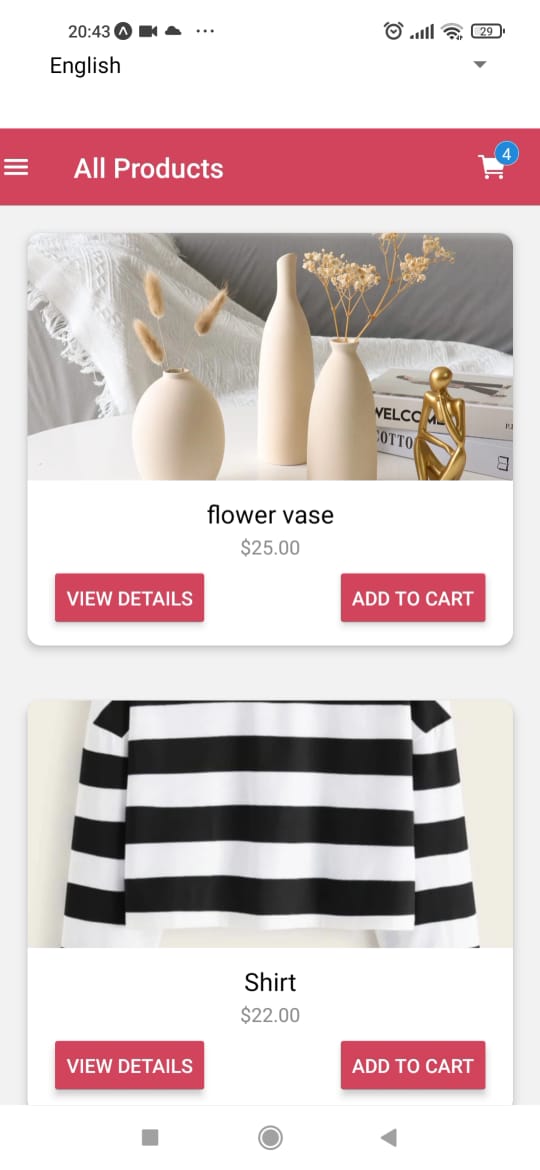 20:43
29
English
All Products
4
WELCOME
COTTO
flower vase
$25.00
VIEW DETAILS
ADD TO CART
Shirt
$22.00
VIEW DETAILS
ADD TO CART